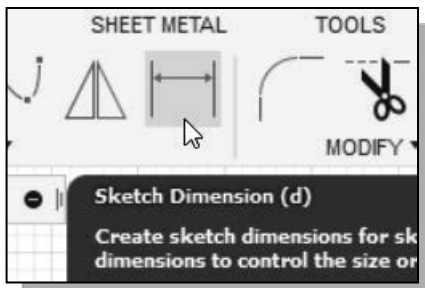 SHEET METAL TOOLS
MODIFY
Sketch Dimension (d)
Create sketch dimensions for sk
dimensions to control the size or